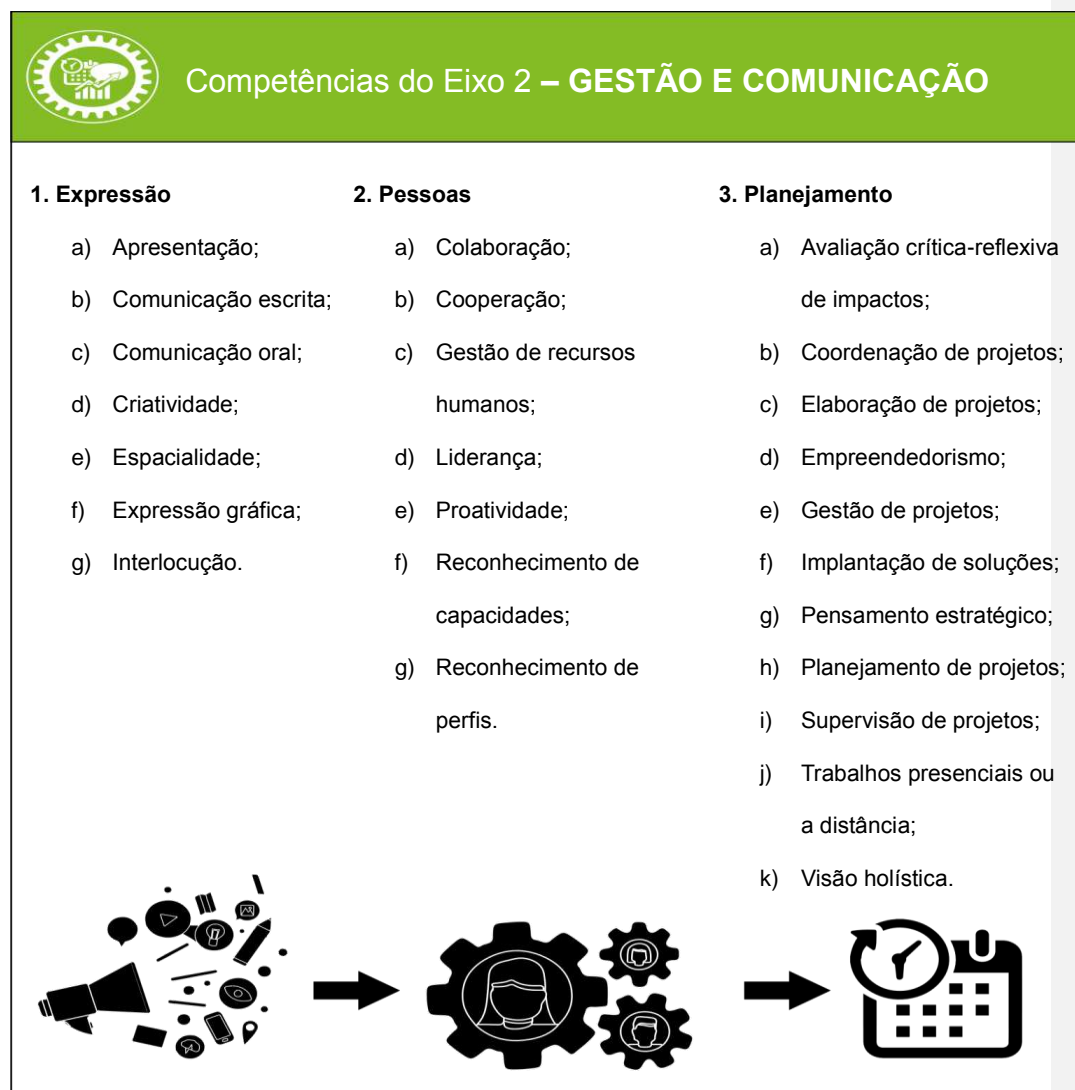 Competências do Eixo 2 – GESTÃO E COMUNICAÇÃO
1. Expressão
a) Apresentação;
b) Comunicação escrita;
c) Comunicação oral;
d) Criatividade;
e) Espacialidade;
f) Expressão gráfica;
g) Interlocução.
2. Pessoas
a) Colaboração;
b) Cooperação;
c) Gestão de recursos
humanos;
d) Liderança;
e) Proatividade;
f) Reconhecimento de
capacidades;
g) Reconhecimento de
perfis.
3. Planejamento
a) Avaliação crítica-reflexiva
de impactos;
b) Coordenação de projetos;
c) Elaboração de projetos;
d) Empreendedorismo;
e) Gestão de projetos;
f) Implantação de soluções;
g) Pensamento estratégico;
h) Planejamento de projetos;
i) Supervisão de projetos;
j) Trabalhos presenciais ou
a distância;
k) Visão holística.